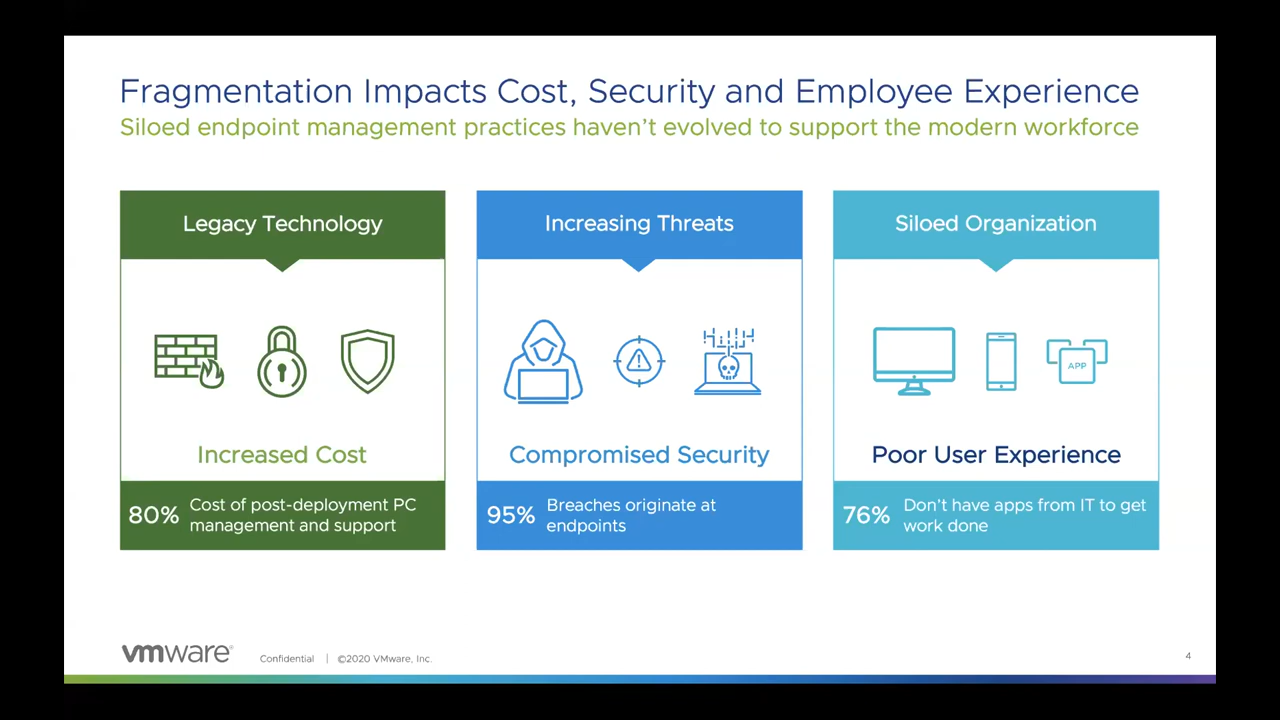 Fragmentation Impacts Cost, Security and Employee Experience
Siloed endpoint management practices haven't evolved to support the modern workforce
Legacy Technology
Increased Cost
80%
Cost of post-deployment PC
management and support
Increasing Threats
Compromised Security
95%
Breaches originate at
endpoints
Siloed Organization
APP
Poor User Experience
76%
Don't have apps from IT to get
work done
vmware®
Confidential | ©2020 VMware, Inc.
4